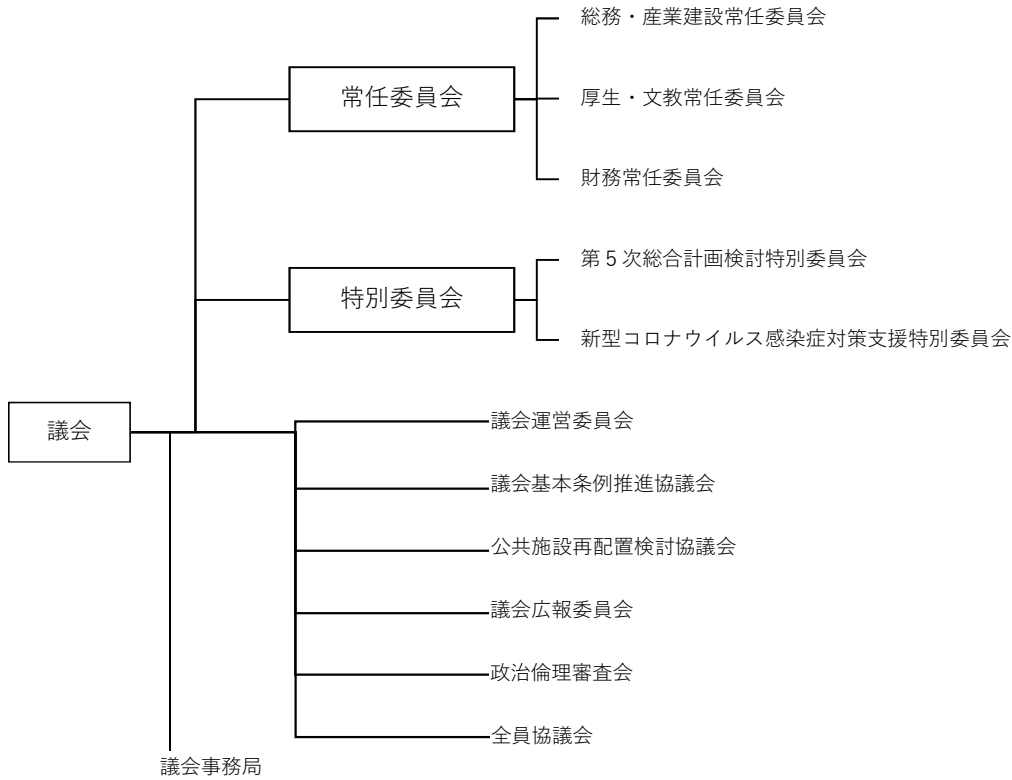 総務・産業建設常任委員会
常任委員会
厚生・文教常任委員会
財務常任委員会
第5次総合計画検討特別委員会
特別委員会
新型コロナウイルス感染症対策支援特別委員会
議会
議会運営委員会
議会基本条例推進協議会
公共施設再配置検討協議会
議会広報委員会
政治倫理審査会
全員協議会
議会事務局